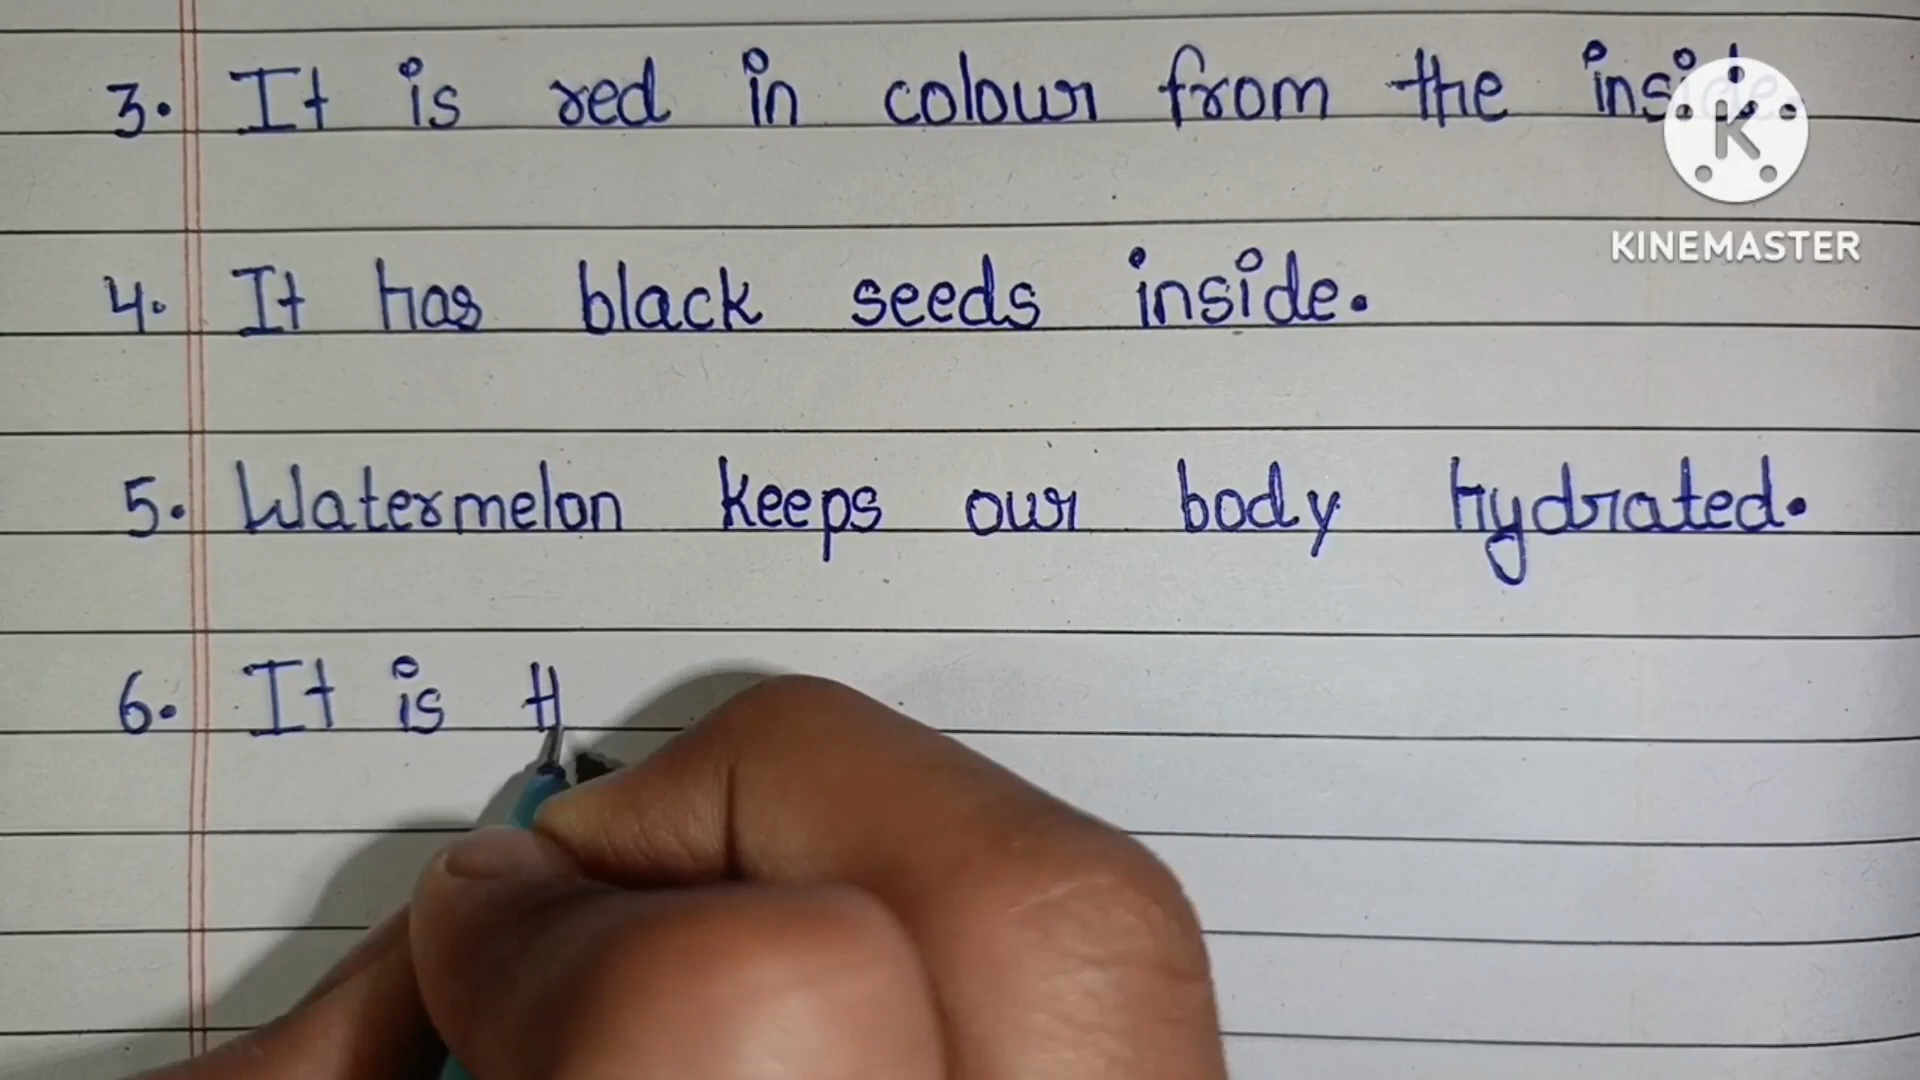 3. It is red in colour from the inside.
KINEMASTER
4. It has black seeds inside.
5. Watermelon keeps our body hydrated.
6. It is